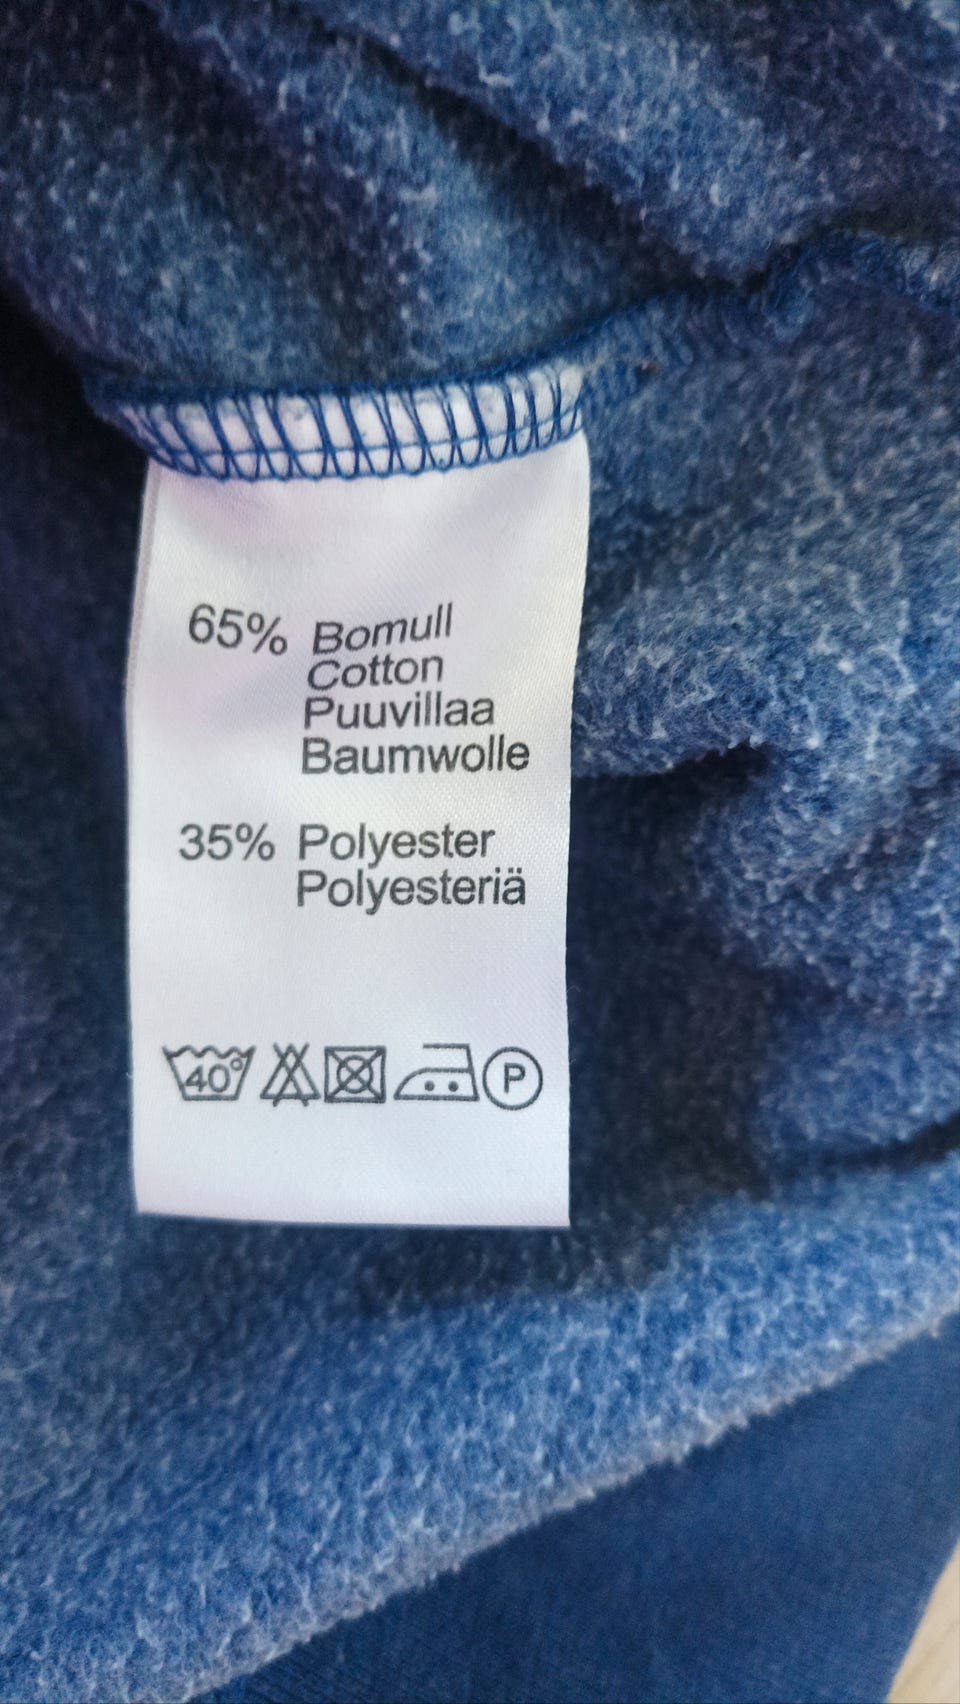 65% Bomull
Cotton
Puuvillaa
Baumwolle
35% Polyester
Polyesteriä
40° P